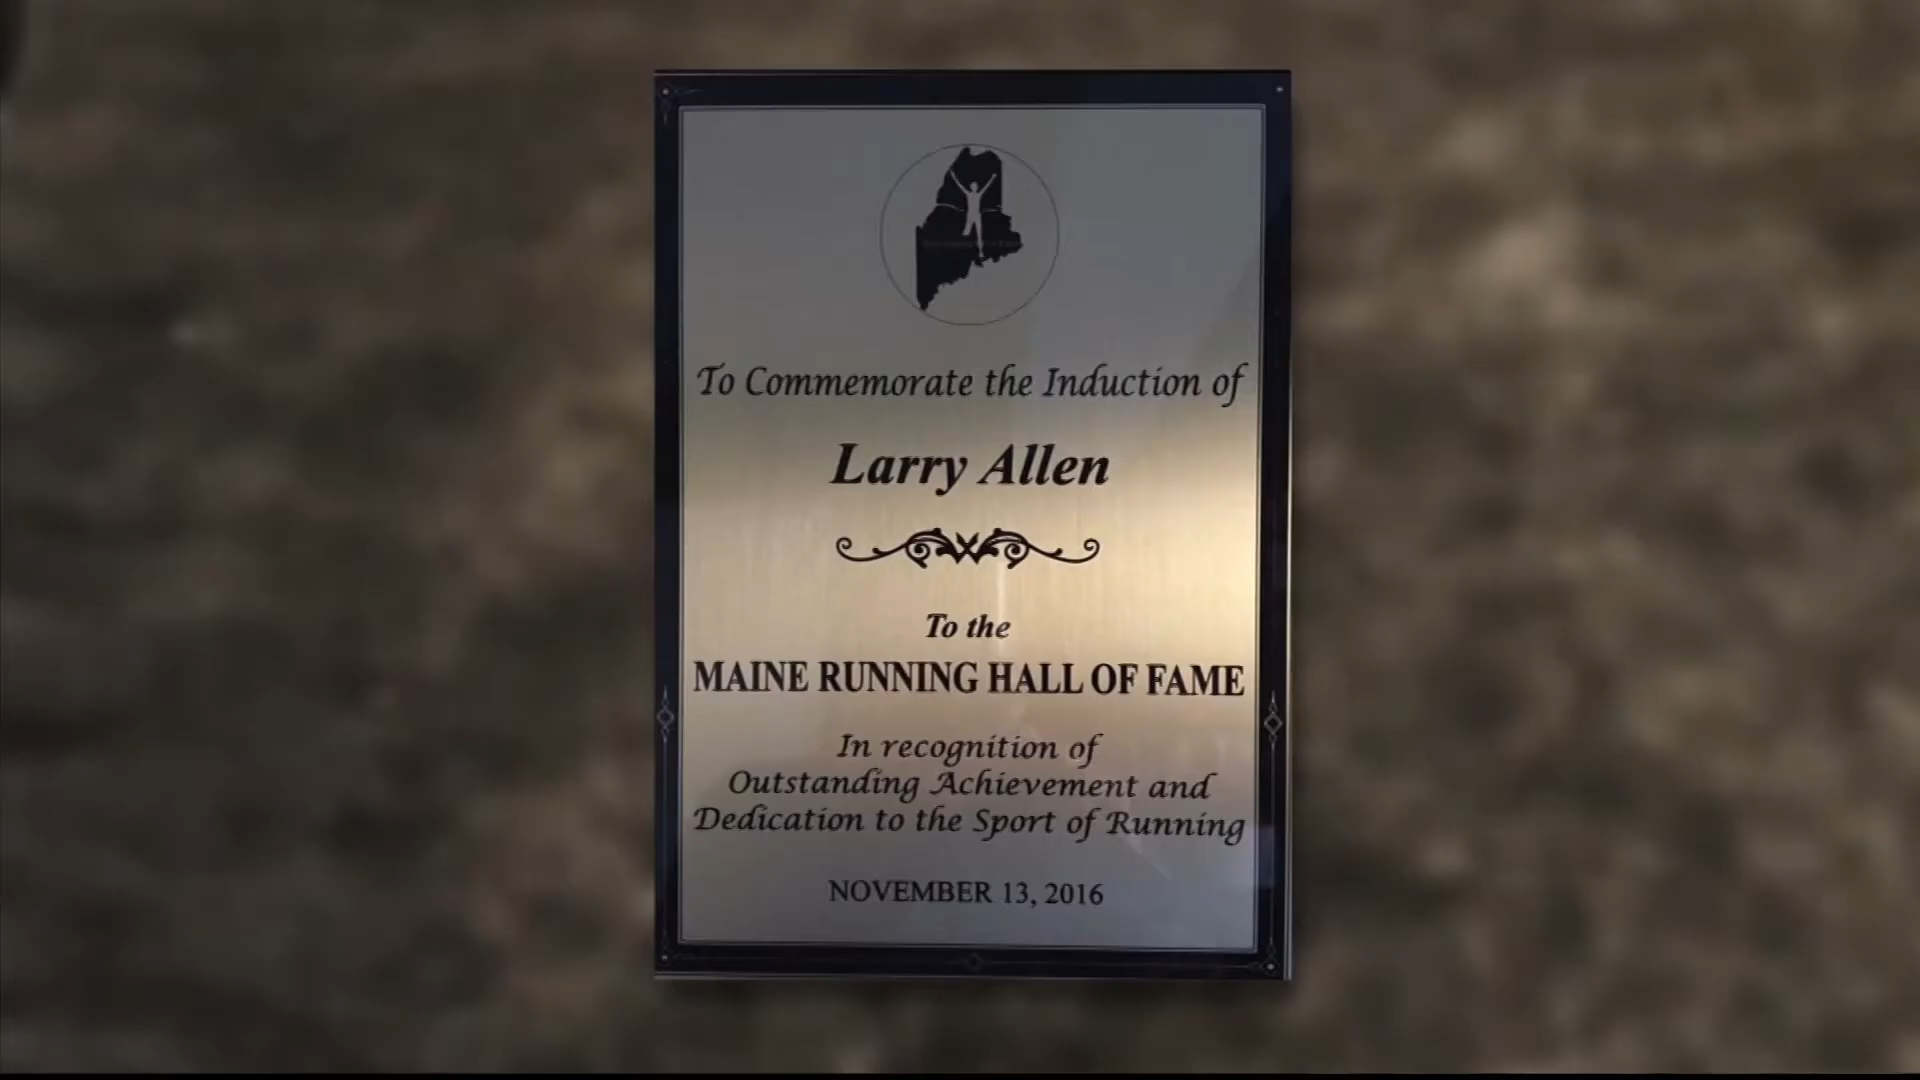 To Commemorate the Induction of
Larry Allen
To the
MAINE RUNNING HALL OF FAME
In recognition of
Outstanding Achievement and
Dedication to the Sport of Running
NOVEMBER 13, 2016